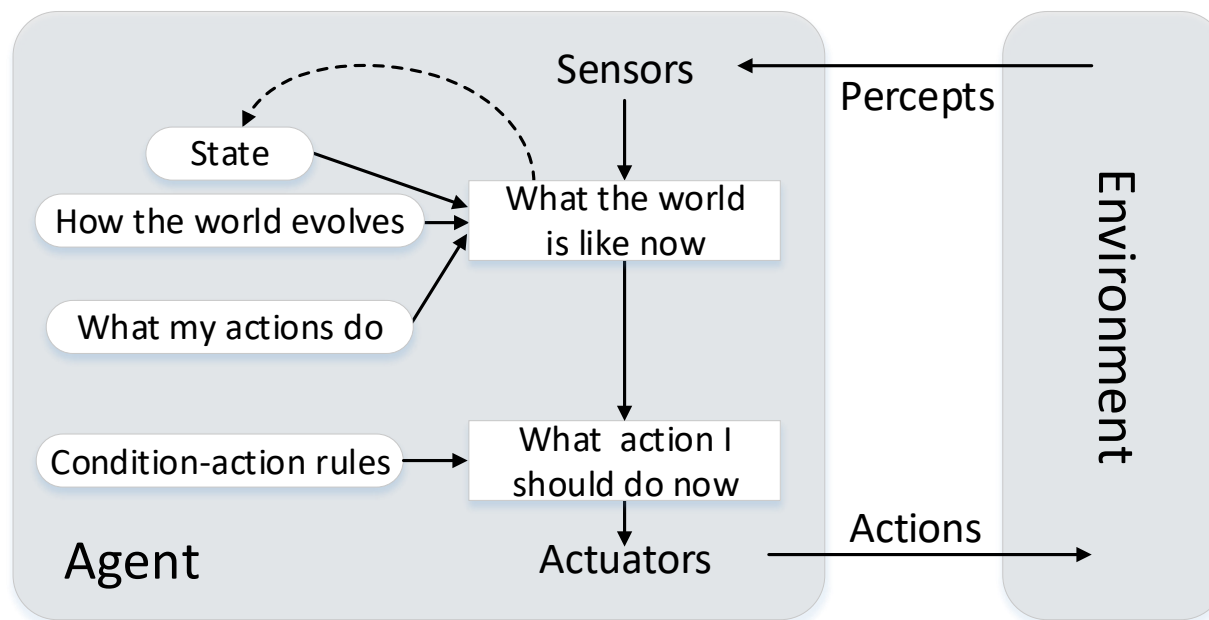 Sensors
Percepts
State
What the world
is like now
How the world evolves
What my actions do
Environment
Condition-action rules
What action I
should do now
Agent
Actuators
Actions